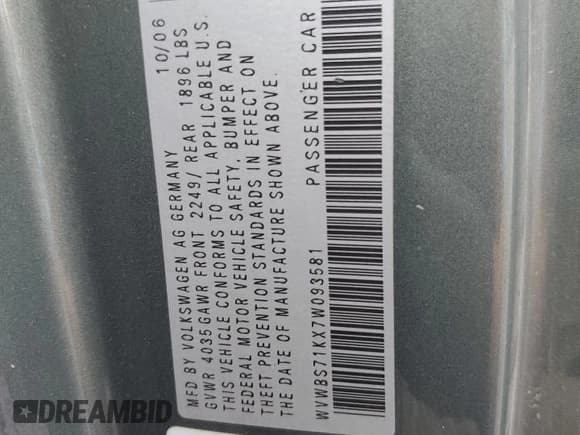 MFD BY VOLKSWAGEN AG GERMANY 10/06
GVWR 4035 GAWR FRONT 2249/ REAR 1896 LBS
THIS VEHICLE CONFORMS TO ALL APPLICABLE U.S.
FEDERAL MOTOR VEHICLE SAFETY, BUMPER AND
THEFT PREVENTION STANDARDS IN EFFECT ON
THE DATE OF MANUFACTURE SHOWN ABOVE.
WVWBS71KX7W093581 PASSENGER CAR
DREAMBID